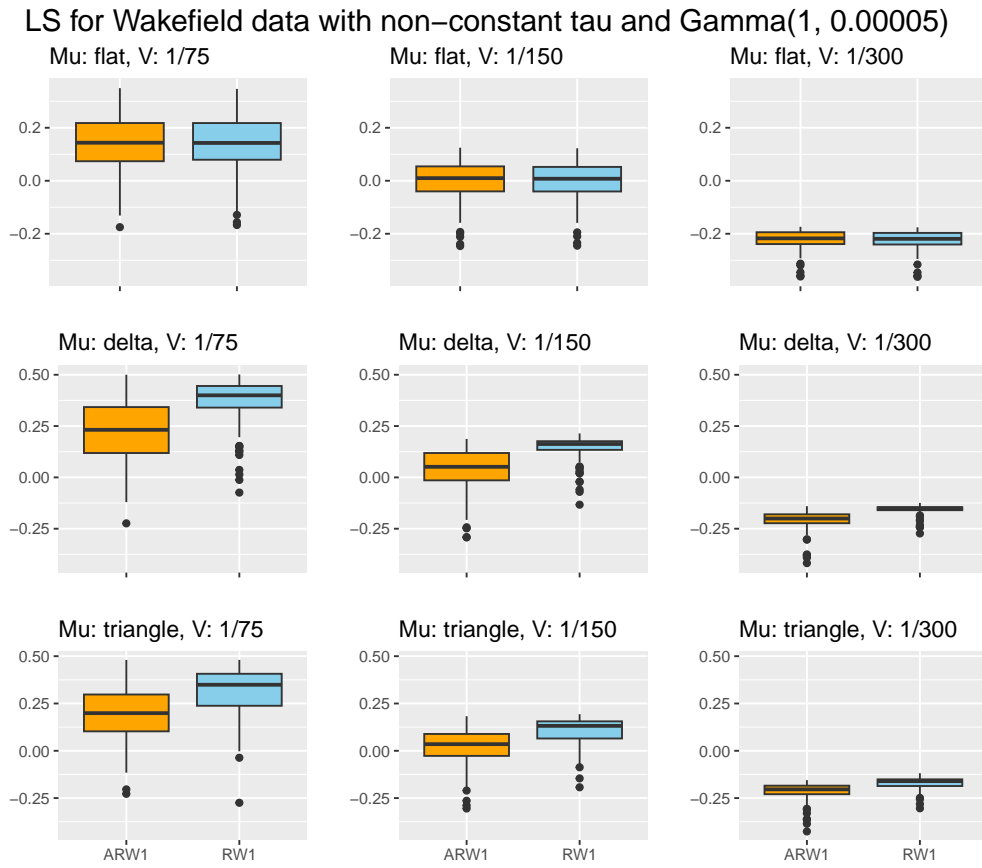 LS for Wakefield data with non−constant tau and Gamma(1, 0.00005)
Mu: flat, V: 1/75
Mu: flat, V: 1/150
Mu: flat, V: 1/300
0.2
0.0
−0.2
0.2
0.0
−0.2
0.2
0.0
−0.2
Mu: delta, V: 1/75
Mu: delta, V: 1/150
Mu: delta, V: 1/300
0.50
0.25
0.00
−0.25
0.50
0.25
0.00
−0.25
0.50
0.25
0.00
−0.25
Mu: triangle, V: 1/75
Mu: triangle, V: 1/150
Mu: triangle, V: 1/300
0.50
0.25
0.00
−0.25
0.50
0.25
0.00
−0.25
0.50
0.25
0.00
−0.25
ARW1 RW1
ARW1 RW1
ARW1 RW1